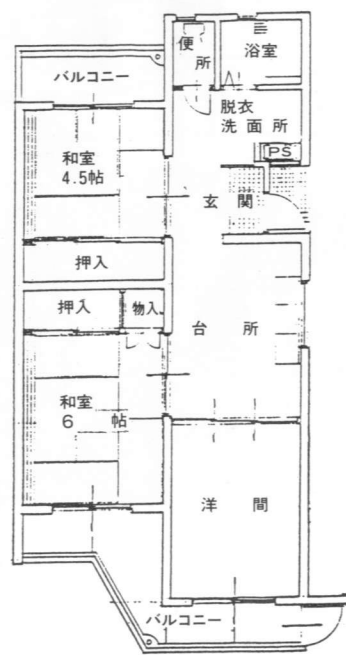 便
所
浴室
バルコニー
脱衣
洗面所
PS
和室
4.5帖
玄関
押入
押入
物入
台所
和室
6 帖
洋間
バルコニー